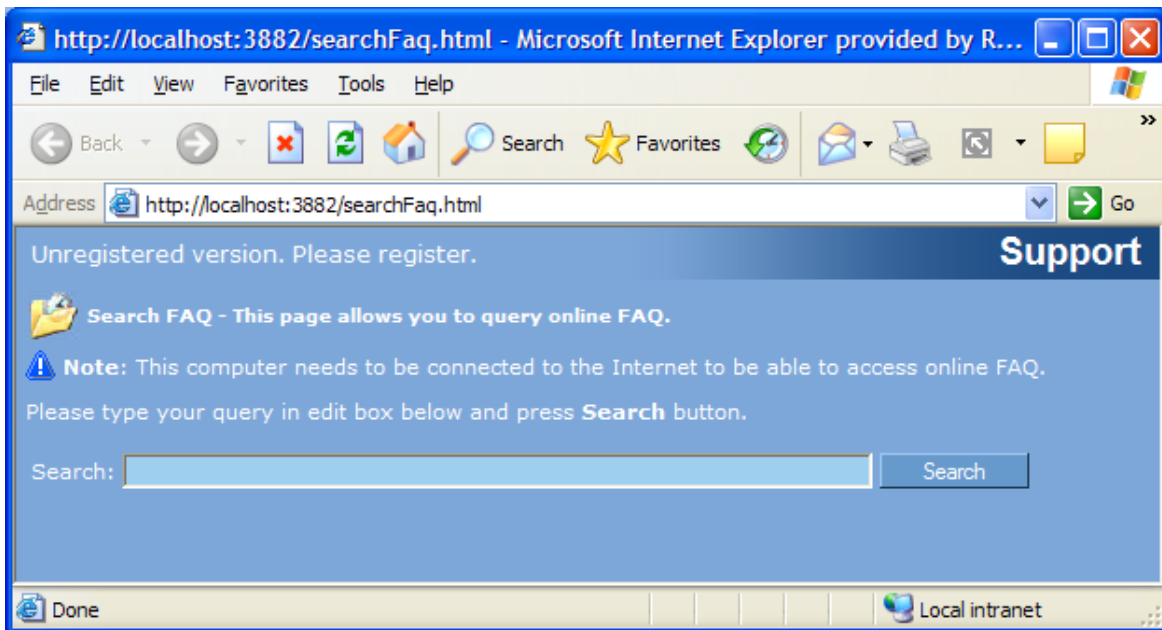 http://localhost:3882/searchFaq.html - Microsoft Internet Explorer provided by R...
File Edit View Favorites Tools Help
Back Search Favorites »
Address http://localhost:3882/searchFaq.html Go
Unregistered version. Please register. Support
Search FAQ - This page allows you to query online FAQ.
Note: This computer needs to be connected to the Internet to be able to access online FAQ.
Please type your query in edit box below and press Search button.
Search: Search
Done Local intranet